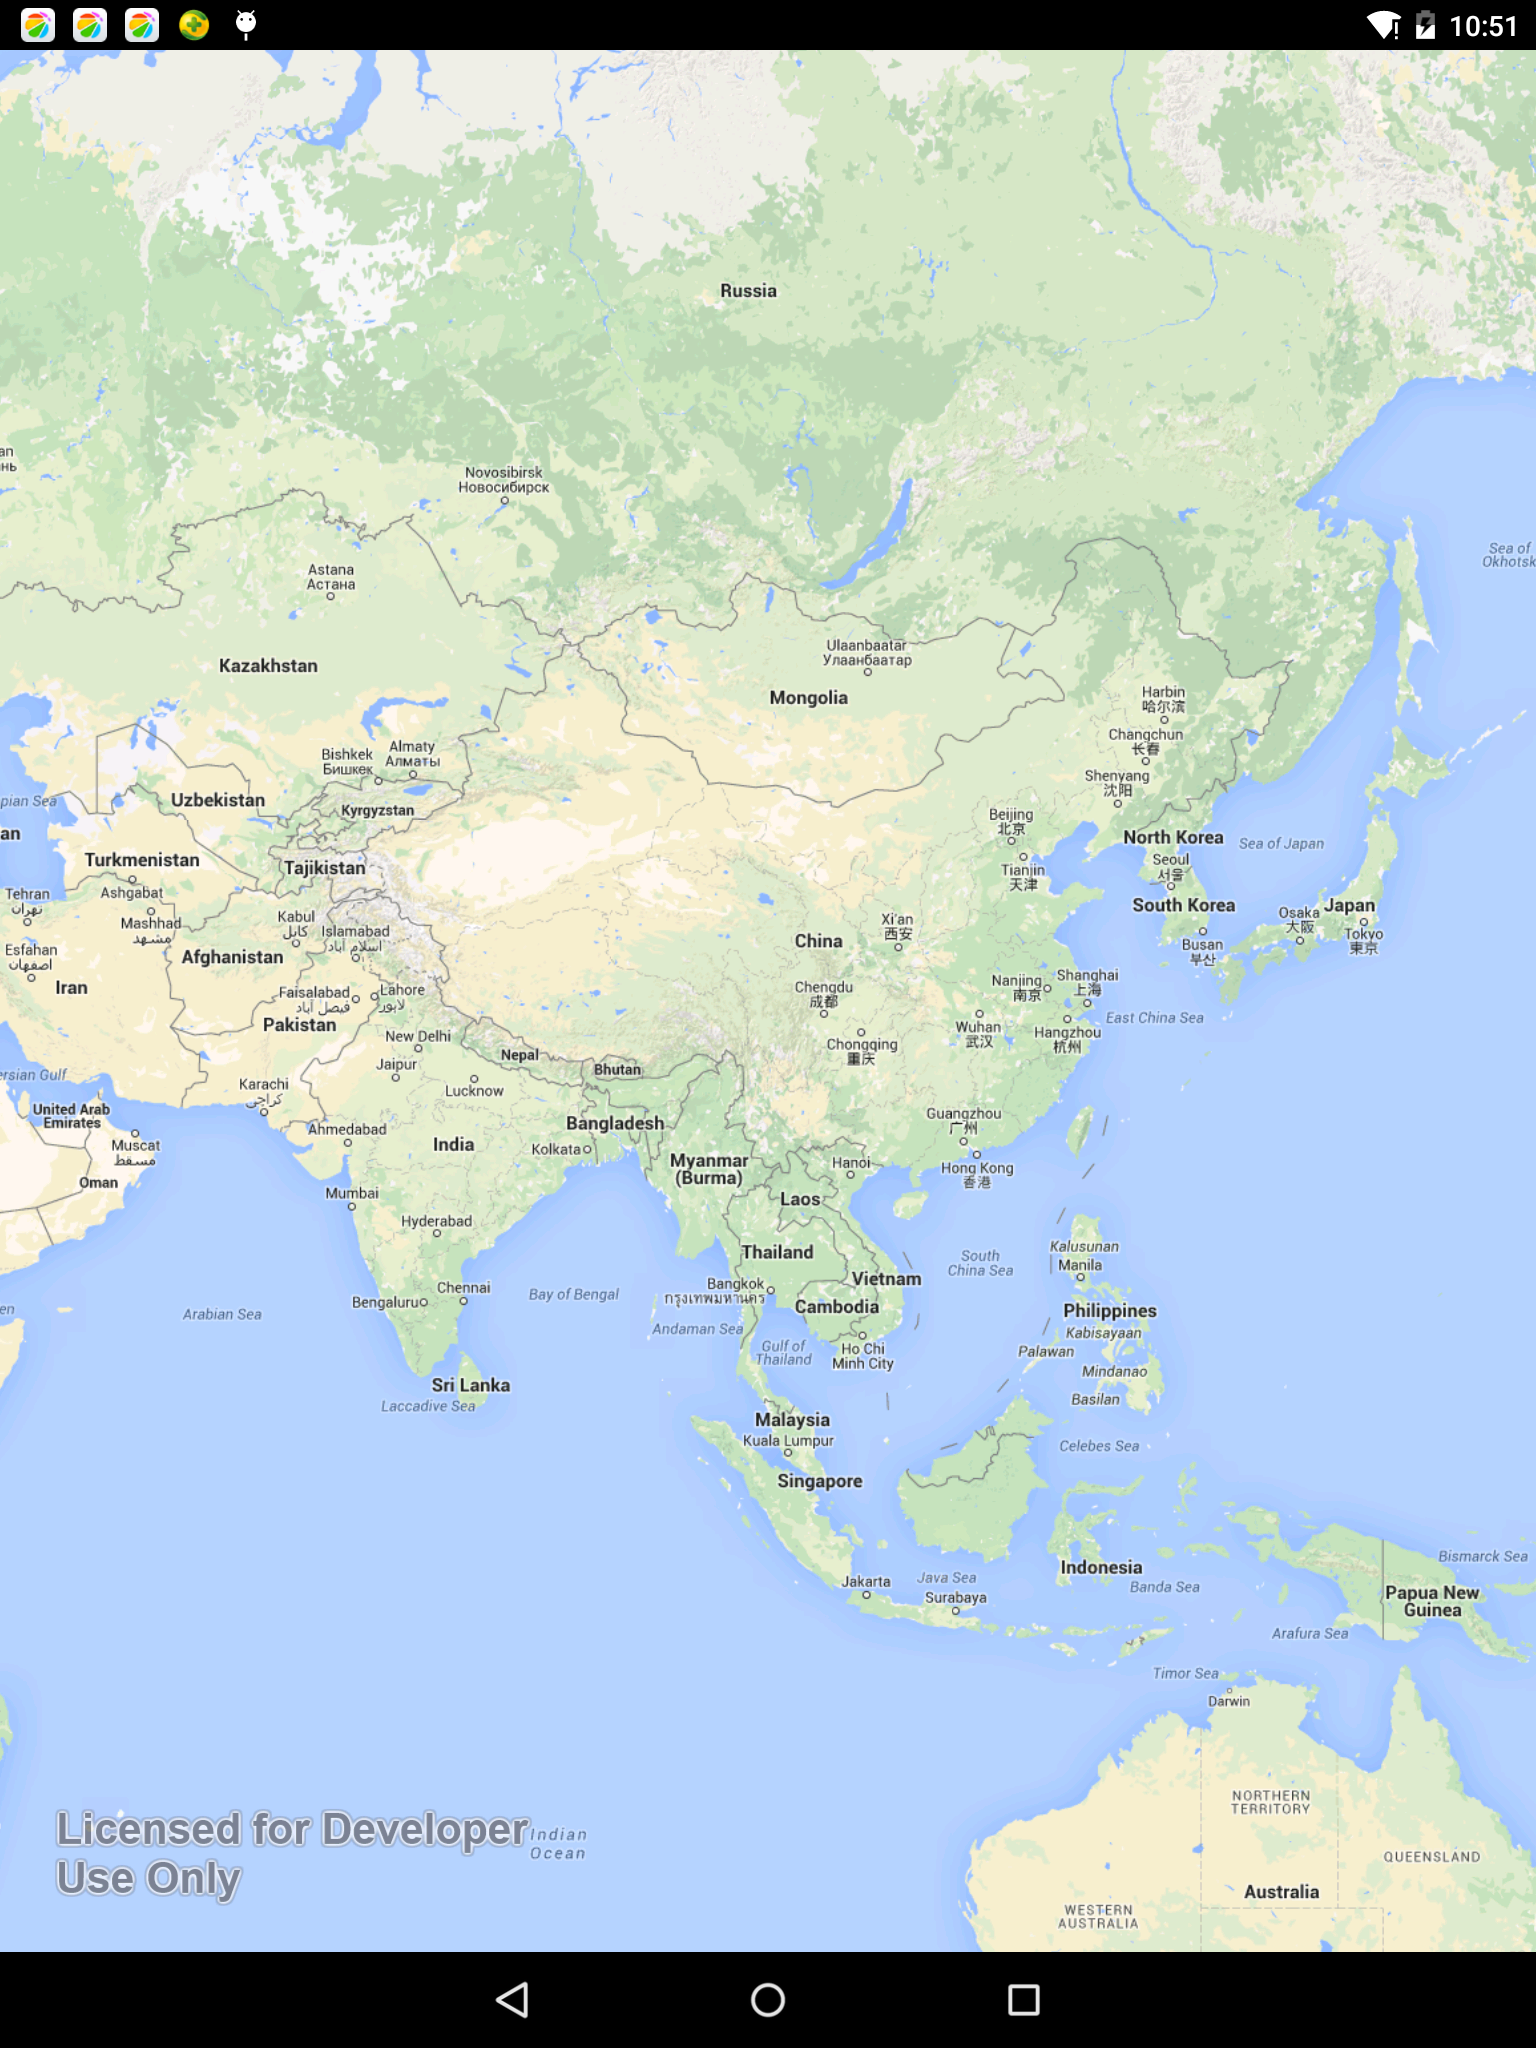 10:51
Russia
an
нь
Novosibirsk
Новосибирск
Sea of
Okhotsk
Astana
Астана
Ulaanbaatar
Улаанбаатар
Kazakhstan
Mongolia
Harbin
哈尔滨
Changchun
长春
Bishkek
Бишкек
Almaty
Алматы
Shenyang
沈阳
pian Sea
Uzbekistan
Kyrgyzstan
Beijing
北京
an
North Korea
Sea of Japan
Turkmenistan
Tajikistan
Seoul
서울
Tianjin
天津
Ashgabat
Tehran
تهران
South Korea
Japan
Mashhad
مشهد
Kabul
کابل
Islamabad
اسلام آباد
Xi'an
西安
Osaka
大阪
Tokyo
東京
China
Busan
부산
Esfahan
اصفهان
Afghanistan
Iran
Faisalabad
فیصل آباد
Lahore
لاہور
Chengdu
成都
Nanjing
南京
Shanghai
上海
East China Sea
Pakistan
New Delhi
Wuhan
武汉
Hangzhou
杭州
Chongqing
重庆
Nepal
Jaipur
Bhutan
ersian Gulf
Karachi
کراچی
Lucknow
United Arab
Emirates
Guangzhou
广州
Ahmedabad
Bangladesh
Muscat
مسقط
India
Kolkata
Myanmar
(Burma)
Hanoi
Hong Kong
香港
Oman
Mumbai
Laos
Hyderabad
Thailand
South
China Sea
Kalusunan
Manila
Vietnam
Bangkok
กรุงเทพมหานคร
Chennai
Bengaluru
Bay of Bengal
en
Arabian Sea
Cambodia
Philippines
Andaman Sea
Kabisayaan
Gulf of
Thailand
Ho Chi
Minh City
Palawan
Mindanao
Sri Lanka
Laccadive Sea
Basilan
Malaysia
Kuala Lumpur
Celebes Sea
Singapore
Bismarck Sea
Indonesia
Jakarta
Java Sea
Banda Sea
Surabaya
Papua New
Guinea
Arafura Sea
Timor Sea
Darwin
NORTHERN
TERRITORY
Licensed for Developer
Use Only
Indian
Ocean
QUEENSLAND
Australia
WESTERN
AUSTRALIA